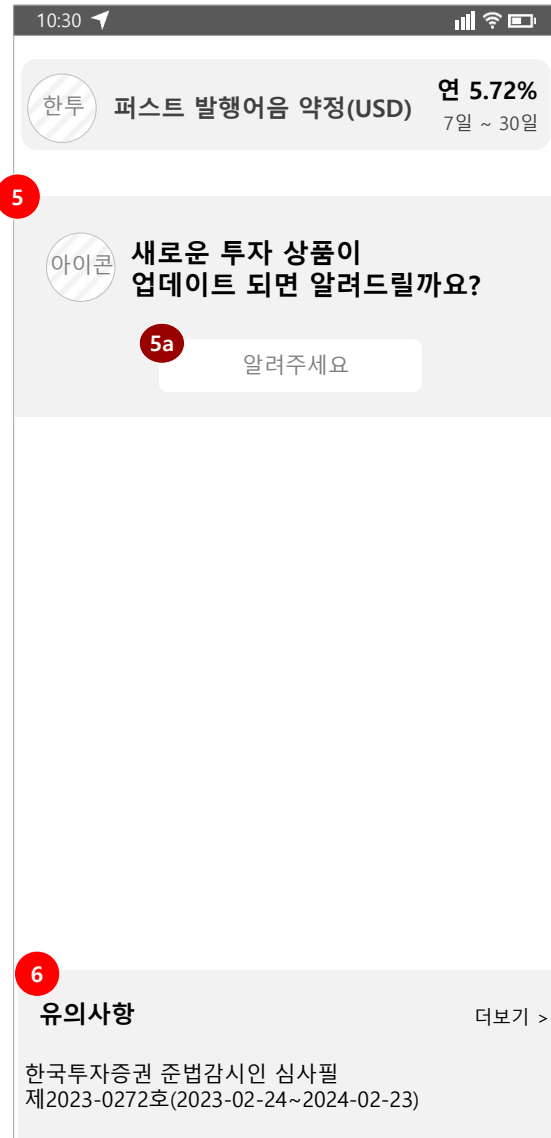 10:30
한투
퍼스트 발행어음 약정(USD)
연 5.72%
7일 ~ 30일
5
아이콘
새로운 투자 상품이
업데이트 되면 알려드릴까요?
5a
알려주세요
6
유의사항
더보기 >
한국투자증권 준법감시인 심사필
제2023-0272호(2023-02-24~2024-02-23)